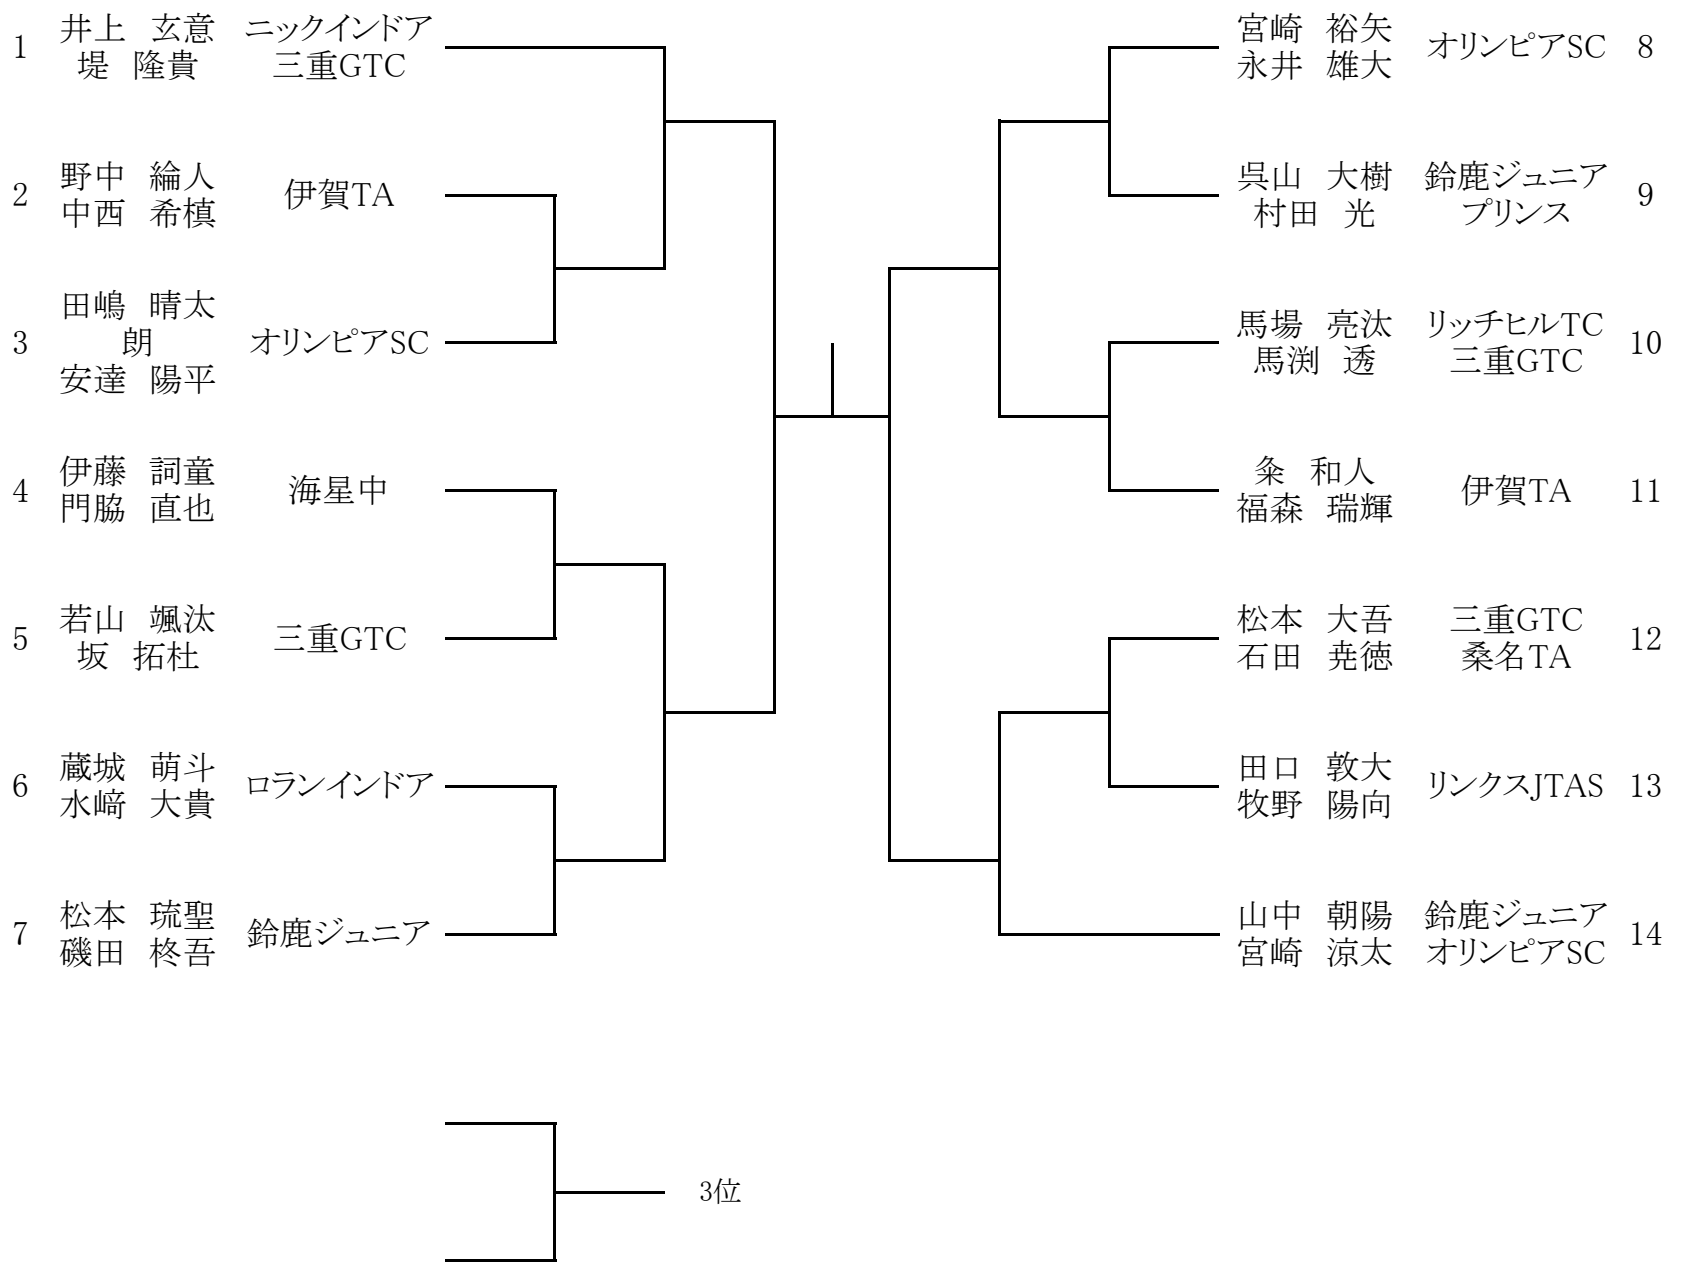 1 井上 玄意 ニックインドア
堤 隆貴 三重GTC
2 野中 綸人 伊賀TA
中西 希槙
田嶋 晴太
3 朗 オリンピアSC
安達 陽平
4 伊藤 詞童 海星中
門脇 直也
5 若山 颯汰 三重GTC
坂 拓杜
6 蔵城 萌斗 ロランインドア
水﨑 大貴
7 松本 琉聖 鈴鹿ジュニア
磯田 柊吾
宮崎 裕矢 オリンピアSC 8
永井 雄大
呉山 大樹 鈴鹿ジュニア 9
村田 光 プリンス
馬場 亮汰 リッチヒルTC 10
馬渕 透 三重GTC
粂 和人 伊賀TA 11
福森 瑞輝
松本 大吾 三重GTC 12
石田 尭徳 桑名TA
田口 敦大 リンクスJTAS 13
牧野 陽向
山中 朝陽 鈴鹿ジュニア 14
宮崎 涼太 オリンピアSC
3位